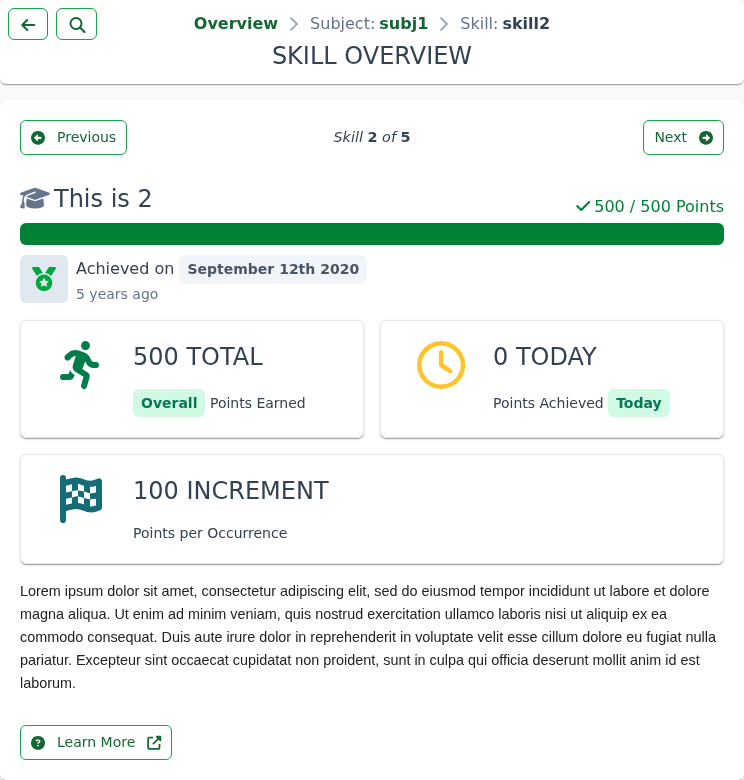 Overview Subject: subj1 Skill: skill2
SKILL OVERVIEW
Previous Skill 2 of 5 Next
This is 2 500 / 500 Points
Achieved on September 12th 2020
5 years ago
500 TOTAL
Overall Points Earned
0 TODAY
Points Achieved Today
100 INCREMENT
Points per Occurrence
Lorem ipsum dolor sit amet, consectetur adipiscing elit, sed do eiusmod tempor incididunt ut labore et dolore
magna aliqua. Ut enim ad minim veniam, quis nostrud exercitation ullamco laboris nisi ut aliquip ex ea
commodo consequat. Duis aute irure dolor in reprehenderit in voluptate velit esse cillum dolore eu fugiat nulla
pariatur. Excepteur sint occaecat cupidatat non proident, sunt in culpa qui officia deserunt mollit anim id est
laborum.
Learn More